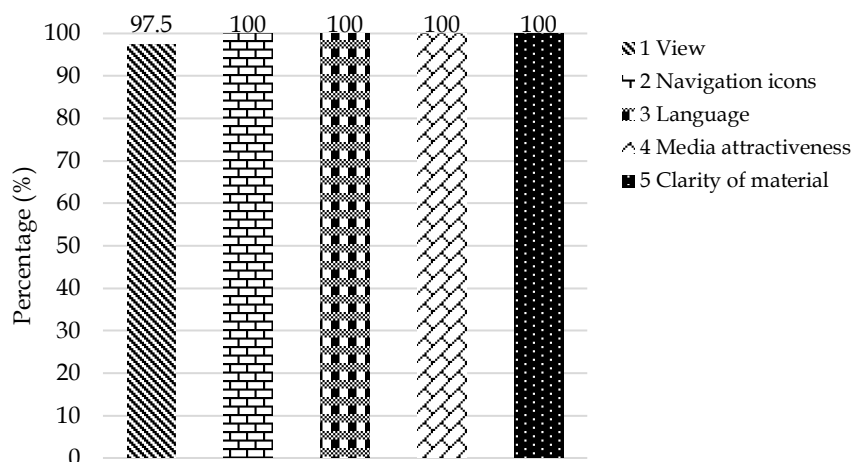 97.5 100 100 100 100
Percentage (%)
100
90
80
70
60
50
40
30
20
10
0
1 View
2 Navigation icons
3 Language
4 Media attractiveness
5 Clarity of material